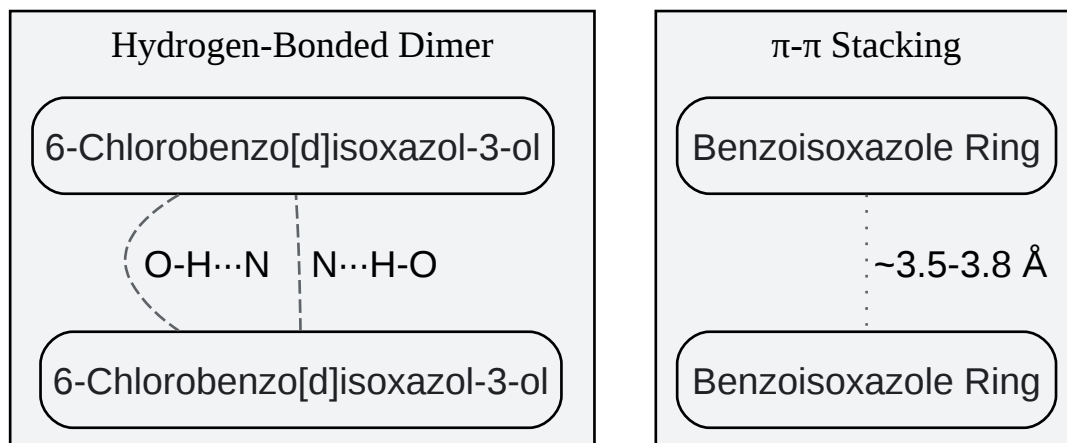 Hydrogen-Bonded Dimer
6-Chlorobenzo[d]isoxazol-3-ol
O-H···N
N···H-O
6-Chlorobenzo[d]isoxazol-3-ol
π-π Stacking
Benzoisoxazole Ring
~3.5-3.8 Å
Benzoisoxazole Ring